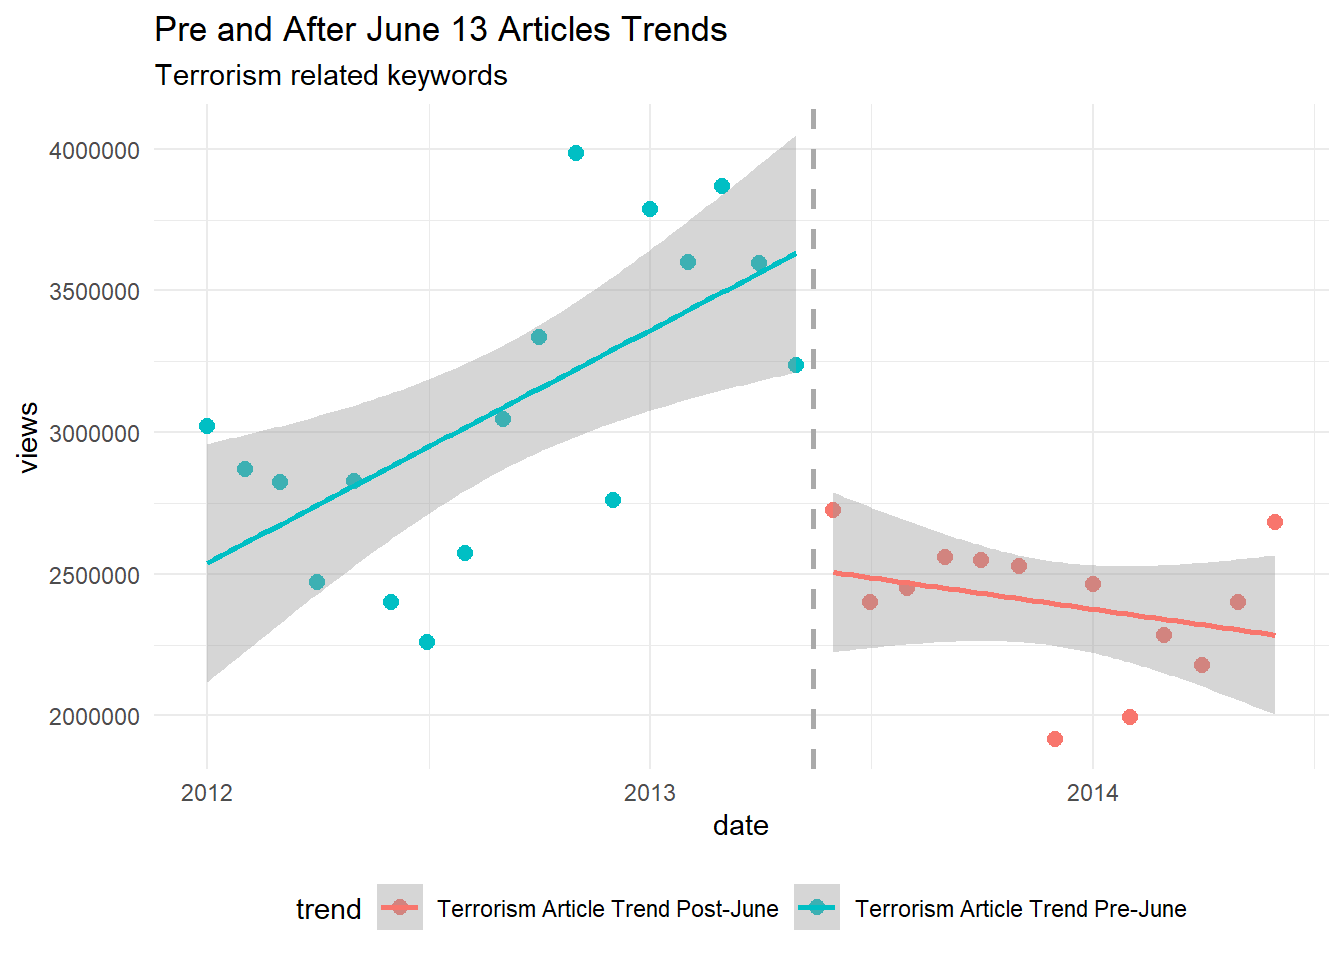 Pre and After June 13 Articles Trends
Terrorism related keywords
4000000
3500000
3000000
2500000
2000000
views
2012 2013 2014
date
trend Terrorism Article Trend Post-June Terrorism Article Trend Pre-June